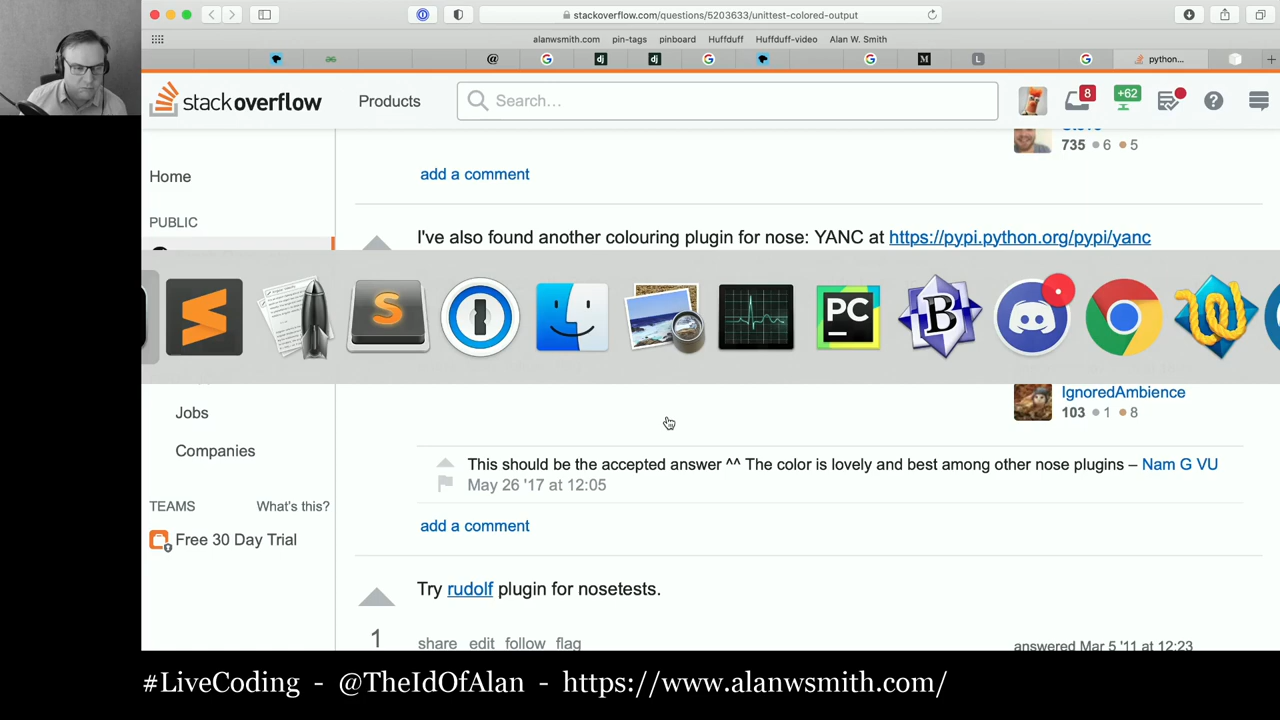 stackoverflow.com/questions/5203633/unittest-colored-output
alanwsmith.com pin-tags pinboard Huffduff Huffduff-video Alan W. Smith
@ dj dj M L python...
stackoverflow Products Search... 8 +62 ?
735 6 5
Home
add a comment
PUBLIC
I've also found another colouring plugin for nose: YANC at https://pypi.python.org/pypi/yanc
S PC B
IgnoredAmbience
103 1 8
Jobs
Companies
This should be the accepted answer ^^ The color is lovely and best among other nose plugins – Nam G VU
May 26 '17 at 12:05
TEAMS What's this?
add a comment
Free 30 Day Trial
Try rudolf plugin for nosetests.
1
share edit follow flag
answered Mar 5 '11 at 12:23
#LiveCoding - @TheIdOfAlan - https://www.alanwsmith.com/